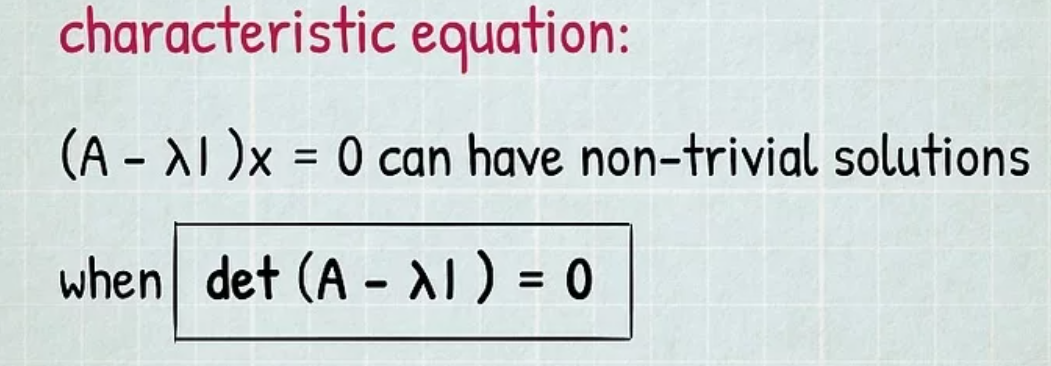 characteristic equation:
(A - λI)x = 0 can have non-trivial solutions
when det (A - λI) = 0